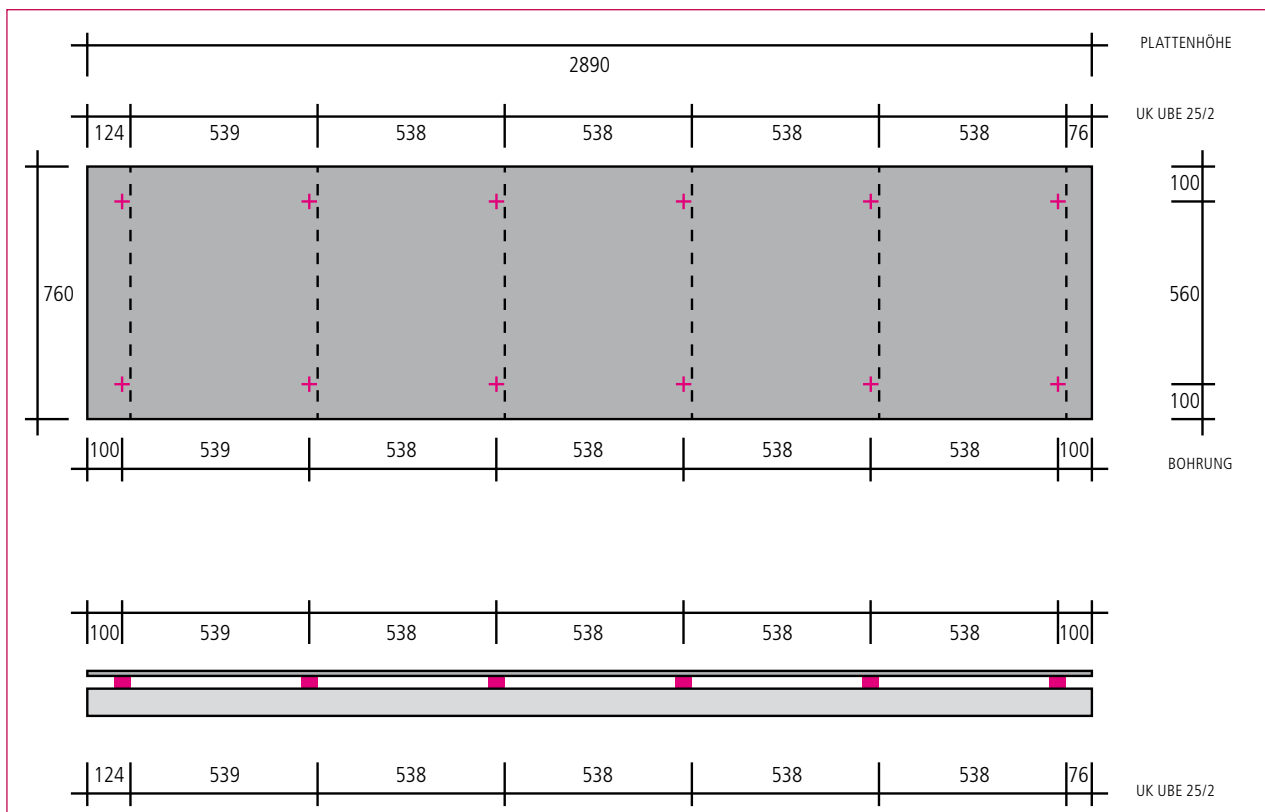 PLATTENHÖHE
2890
UK UBE 25/2
124 539 538 538 538 538 76
100
760
560
100
100 539 538 538 538 538 100
BOHRUNG
100 539 538 538 538 538 100
124 539 538 538 538 538 76
UK UBE 25/2